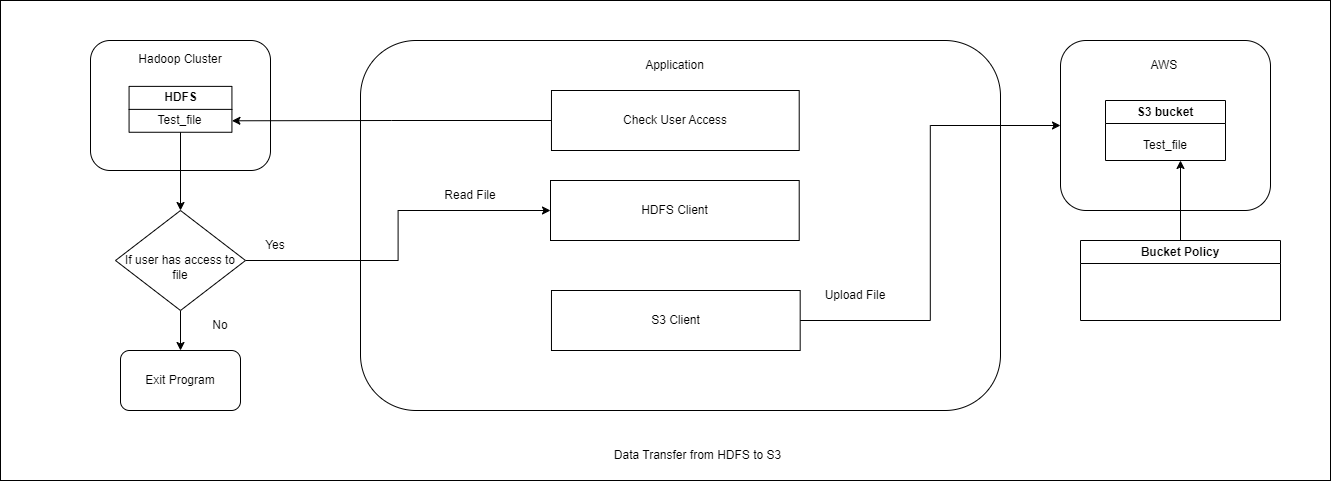 Hadoop Cluster
HDFS
Test_file
Application
Check User Access
AWS
S3 bucket
Test_file
Read File
HDFS Client
Yes
If user has access to
file
Bucket Policy
Upload File
S3 Client
No
Exit Program
Data Transfer from HDFS to S3